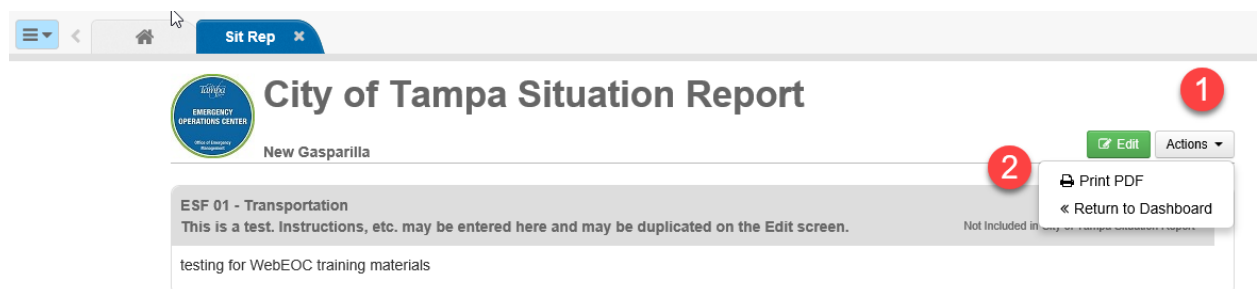 Sit Rep ×
Tampa
EMERGENCY
OPERATIONS CENTER
Office of Emergency
Management
City of Tampa Situation Report
1
New Gasparilla
Edit
Actions
2
Print PDF
« Return to Dashboard
ESF 01 - Transportation
This is a test. Instructions, etc. may be entered here and may be duplicated on the Edit screen.
Not Included in City of Tampa Situation Report
testing for WebEOC training materials